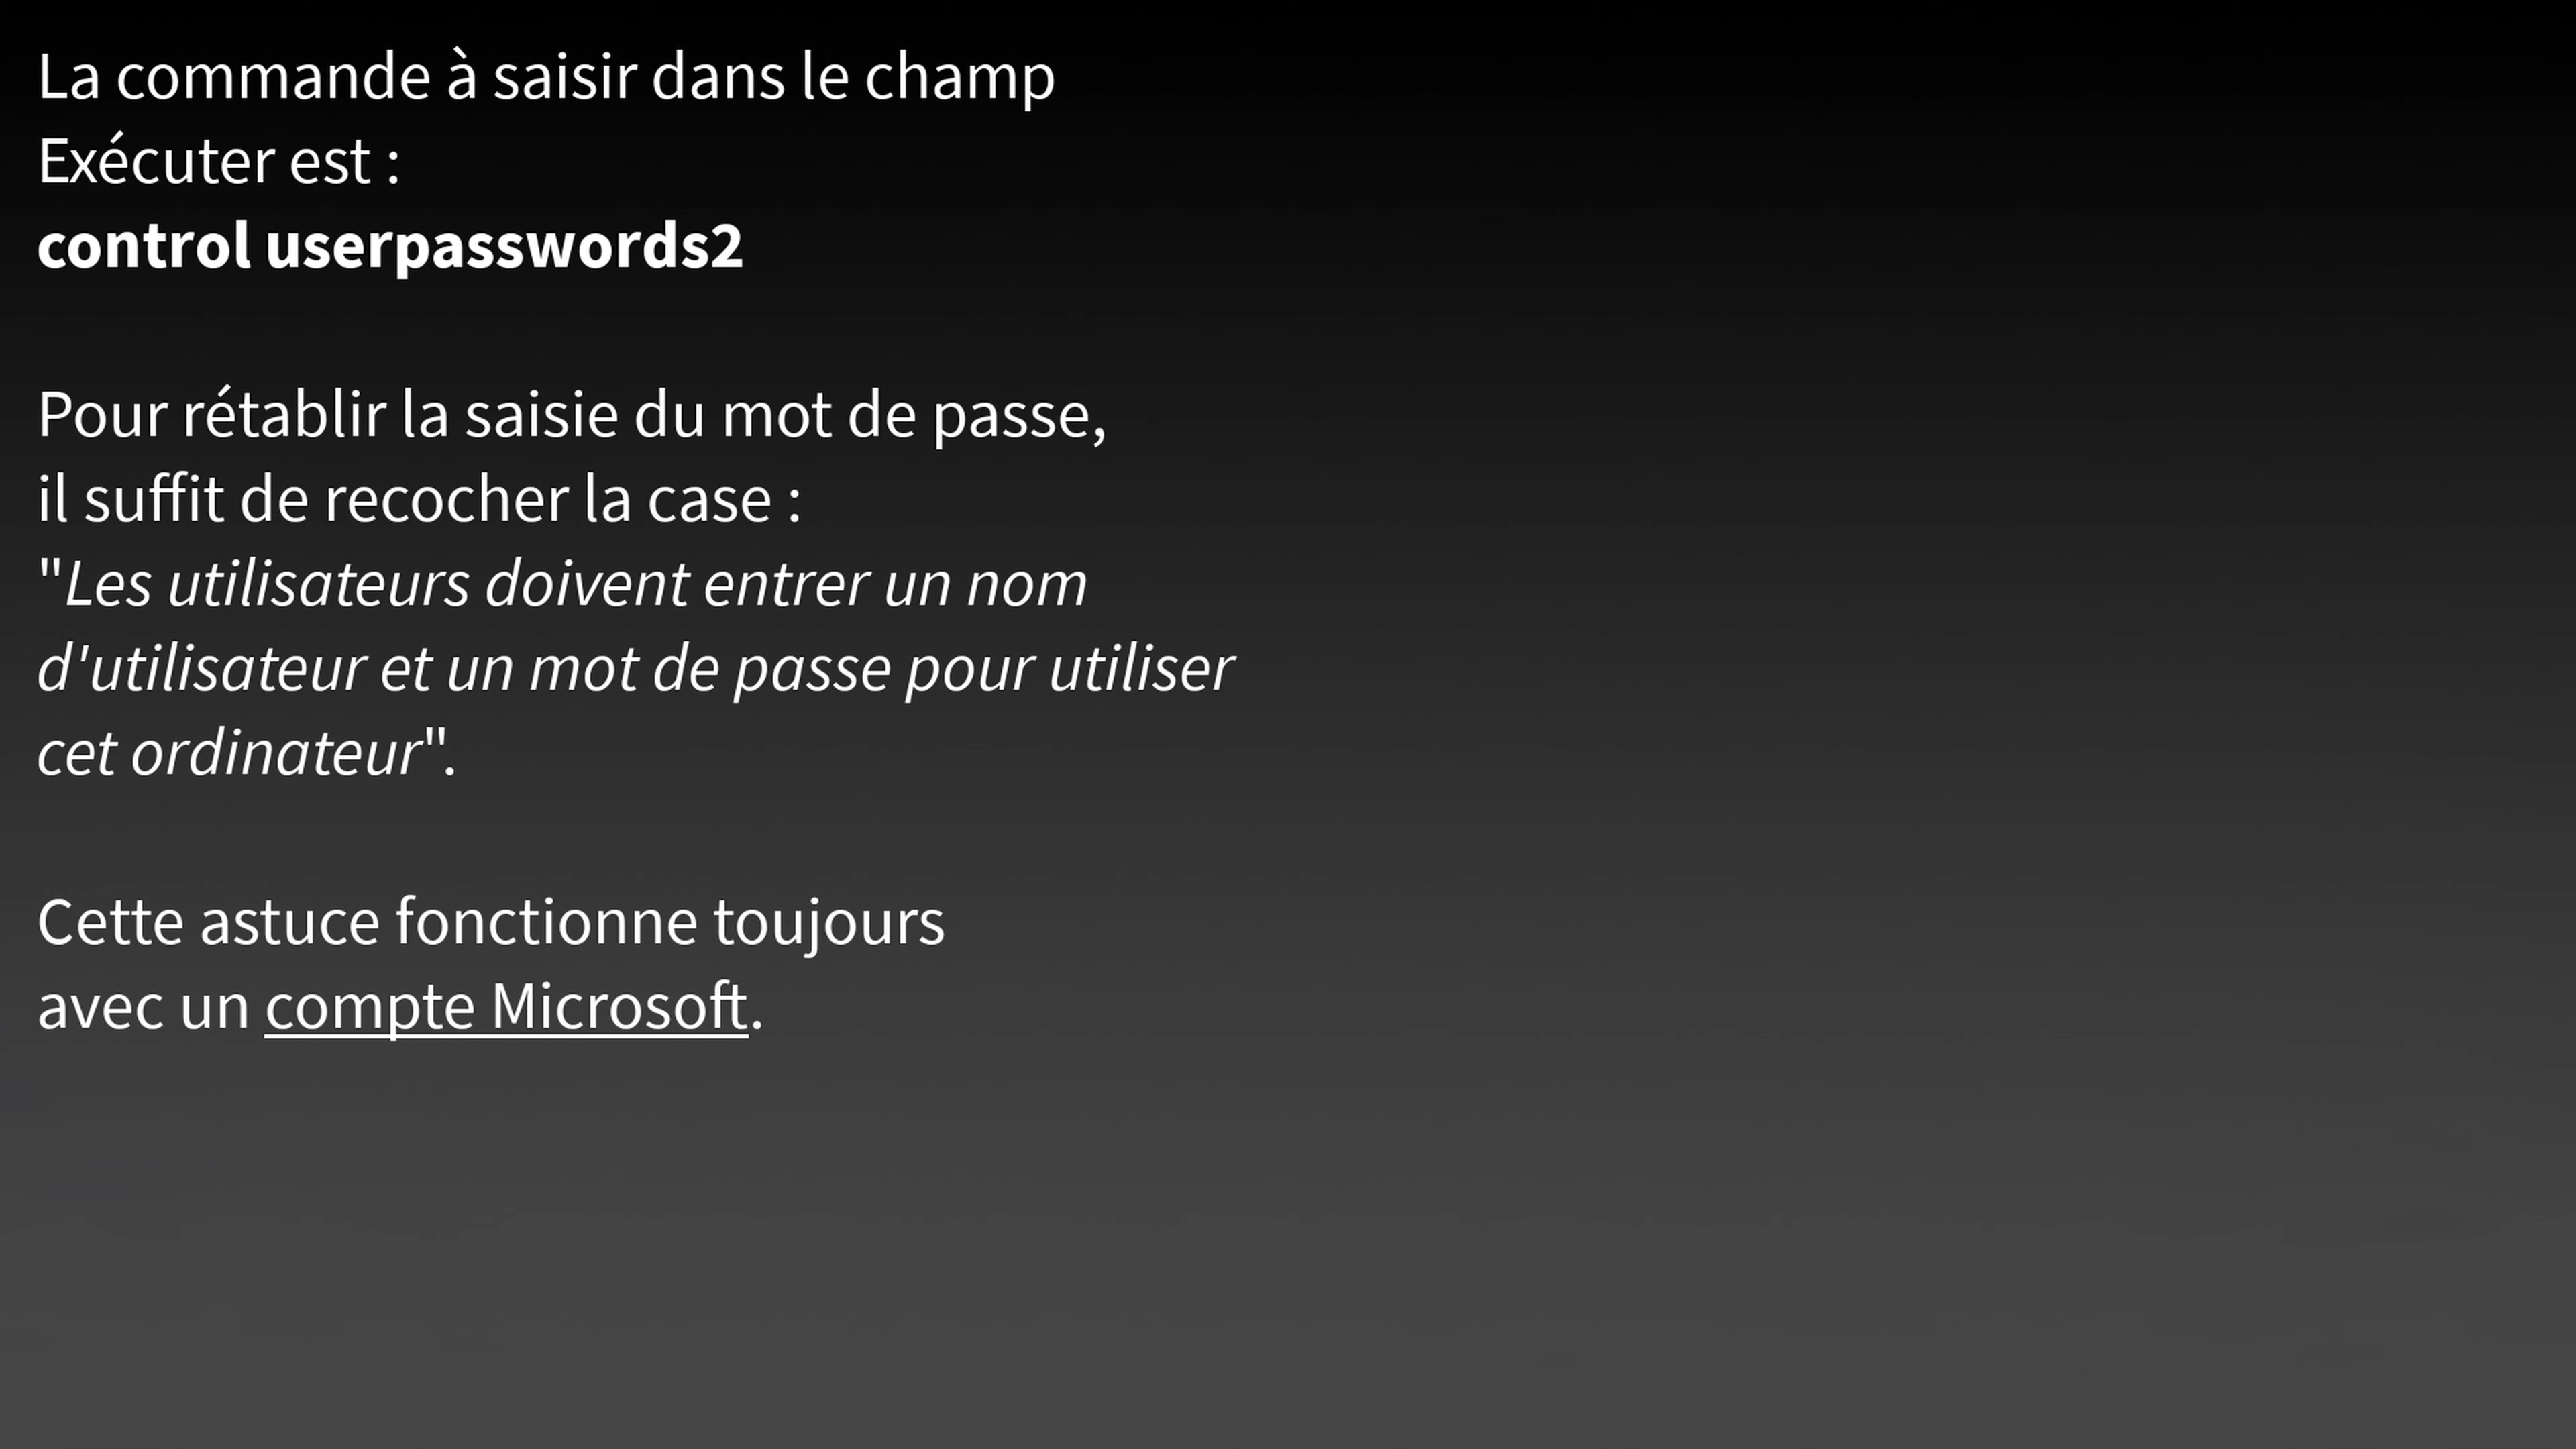 La commande à saisir dans le champ
Exécuter est :
control userpasswords2
Pour rétablir la saisie du mot de passe,
il suffit de recocher la case :
"Les utilisateurs doivent entrer un nom
d'utilisateur et un mot de passe pour utiliser
cet ordinateur".
Cette astuce fonctionne toujours
avec un compte Microsoft.